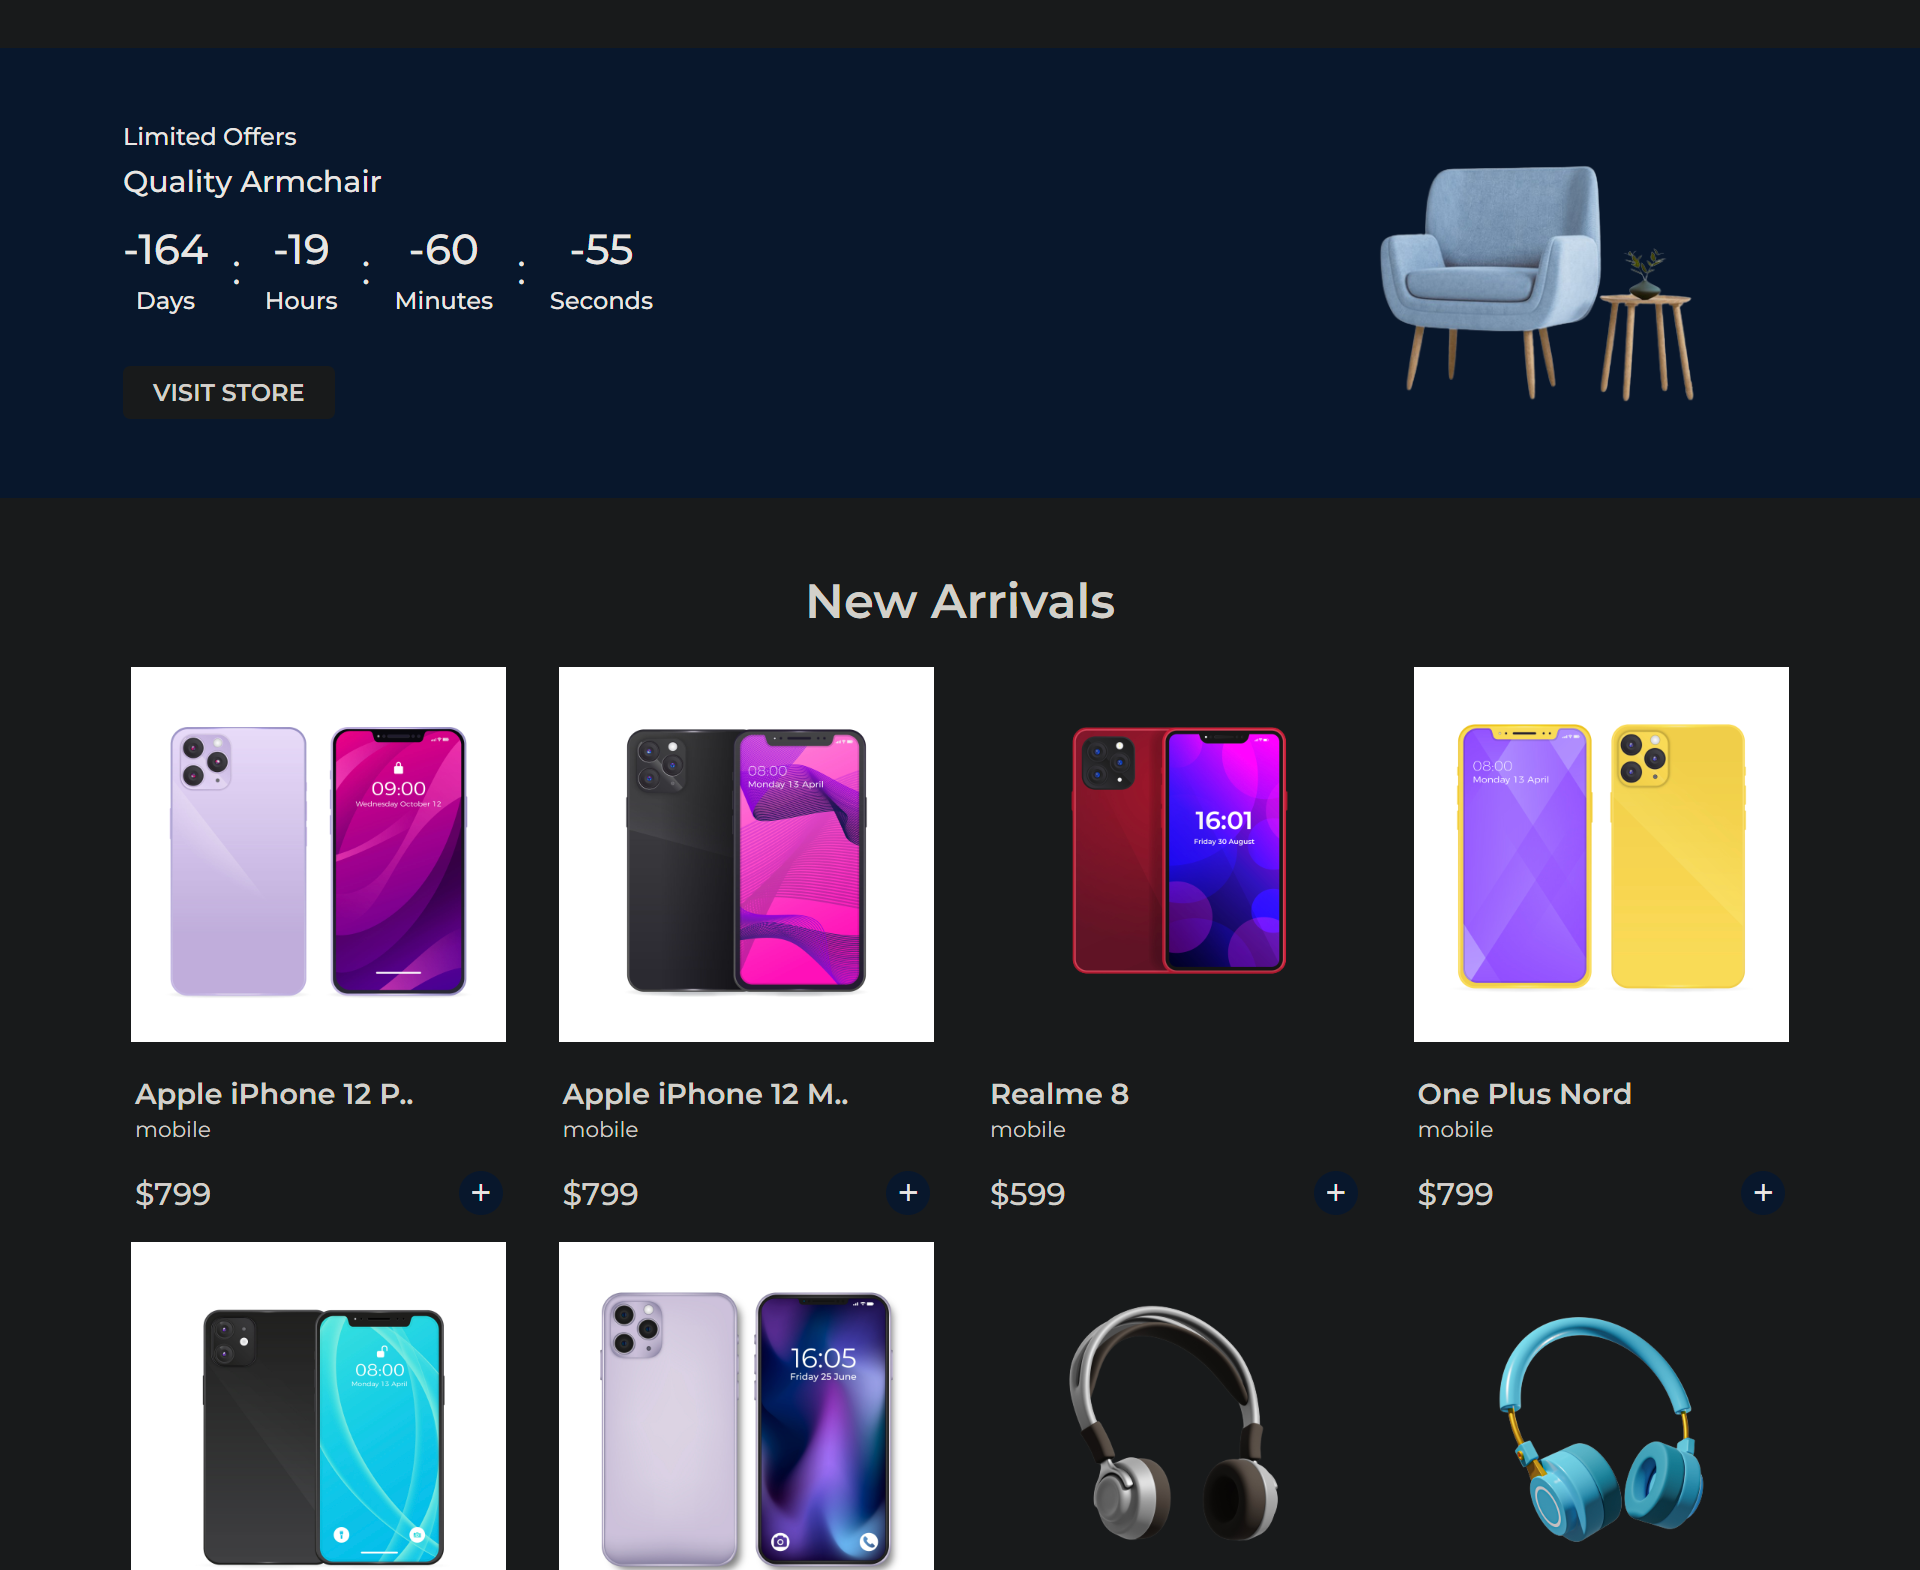 Limited Offers
Quality Armchair
-164 : -19 : -60 : -55
Days Hours Minutes Seconds
VISIT STORE
New Arrivals
09:00
Wednesday October 12
08:00
Monday 13 April
16:01
Friday 30 August
08:00
Monday 13 April
Apple iPhone 12 P.. Apple iPhone 12 M.. Realme 8 One Plus Nord
mobile mobile mobile mobile
$799 + $799 + $599 + $799 +
08:00
Monday 13 April
16:05
Friday 25 June